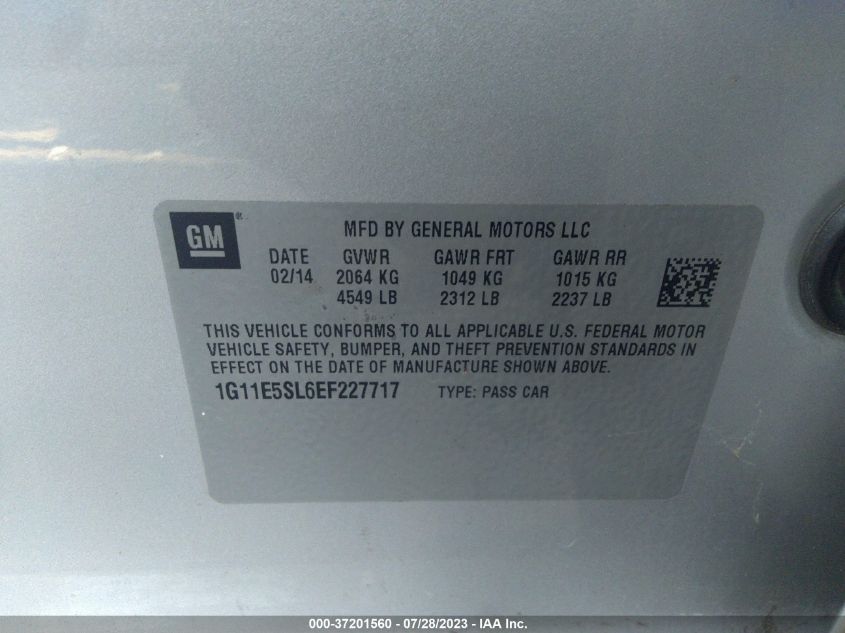 GM®
MFD BY GENERAL MOTORS LLC
DATE GVWR GAWR FRT GAWR RR
02/14 2064 KG 1049 KG 1015 KG
4549 LB 2312 LB 2237 LB
THIS VEHICLE CONFORMS TO ALL APPLICABLE U.S. FEDERAL MOTOR
VEHICLE SAFETY, BUMPER, AND THEFT PREVENTION STANDARDS IN
EFFECT ON THE DATE OF MANUFACTURE SHOWN ABOVE.
1G11E5SL6EF227717 TYPE: PASS CAR
000-37201560 / 07/28/2023 - IAA Inc.